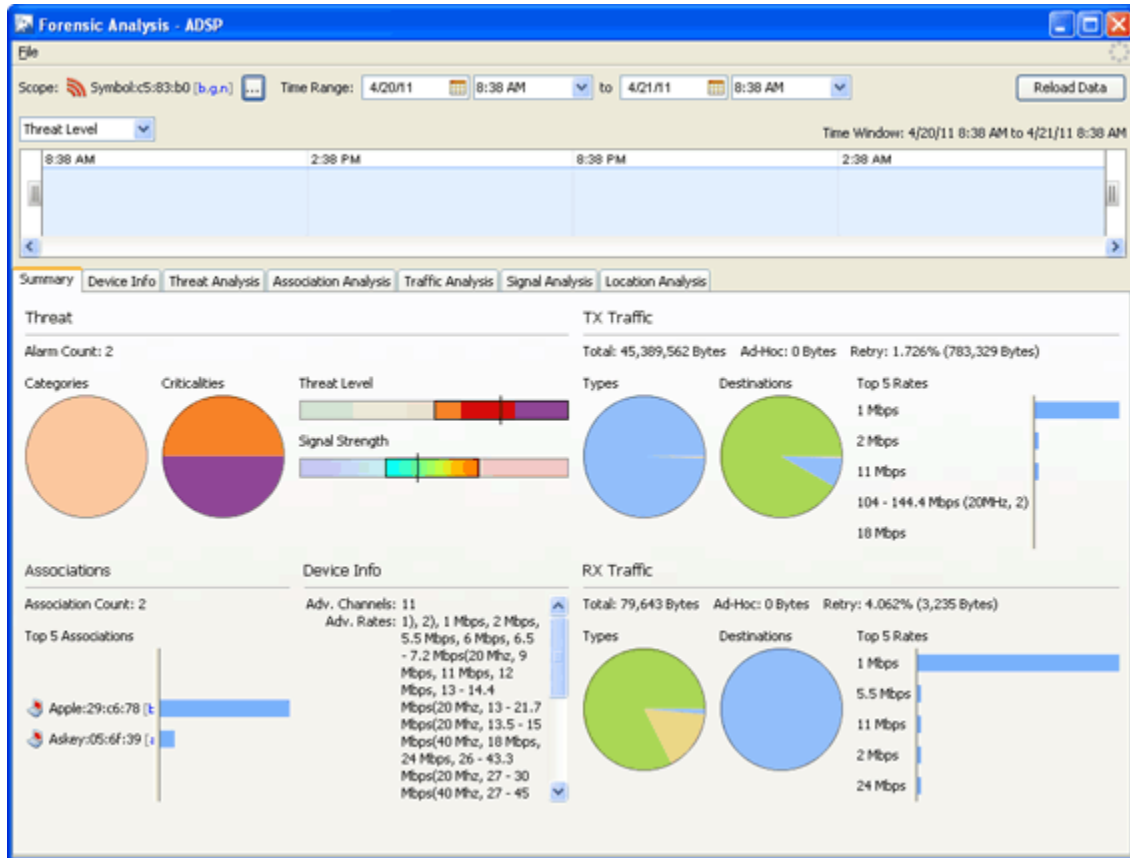 Forensic Analysis - ADSP
File
Scope: Symbol:c5:83:b0 [b.g.n] ... Time Range: 4/20/11 8:38 AM to 4/21/11 8:38 AM Reload Data
Threat Level Time Window: 4/20/11 8:38 AM to 4/21/11 8:38 AM
8:38 AM 2:38 PM 8:38 PM 2:38 AM
Summary Device Info Threat Analysis Association Analysis Traffic Analysis Signal Analysis Location Analysis
Threat
Alarm Count: 2
Categories Criticalities Threat Level
Signal Strength
TX Traffic
Total: 45,389,562 Bytes Ad-Hoc: 0 Bytes Retry: 1.726% (783,329 Bytes)
Types Destinations Top 5 Rates
1 Mbps
2 Mbps
11 Mbps
104 - 144.4 Mbps (20MHz, 2)
18 Mbps
Associations
Association Count: 2
Top 5 Associations
Apple:29:c6:78 [b
Askey:05:6f:39 [
Device Info
Adv. Channels: 11
Adv. Rates: 1), 2), 1 Mbps, 2 Mbps,
5.5 Mbps, 6 Mbps, 6.5
- 7.2 Mbps(20 Mhz, 9
Mbps, 11 Mbps, 12
Mbps, 13 - 14.4
Mbps(20 Mhz, 13 - 21.7
Mbps(20 Mhz, 13.5 - 15
Mbps(40 Mhz, 18 Mbps,
24 Mbps, 26 - 43.3
Mbps(20 Mhz, 27 - 30
Mbps(40 Mhz, 27 - 45
RX Traffic
Total: 79,643 Bytes Ad-Hoc: 0 Bytes Retry: 4.062% (3,235 Bytes)
Types Destinations Top 5 Rates
1 Mbps
5.5 Mbps
11 Mbps
2 Mbps
24 Mbps